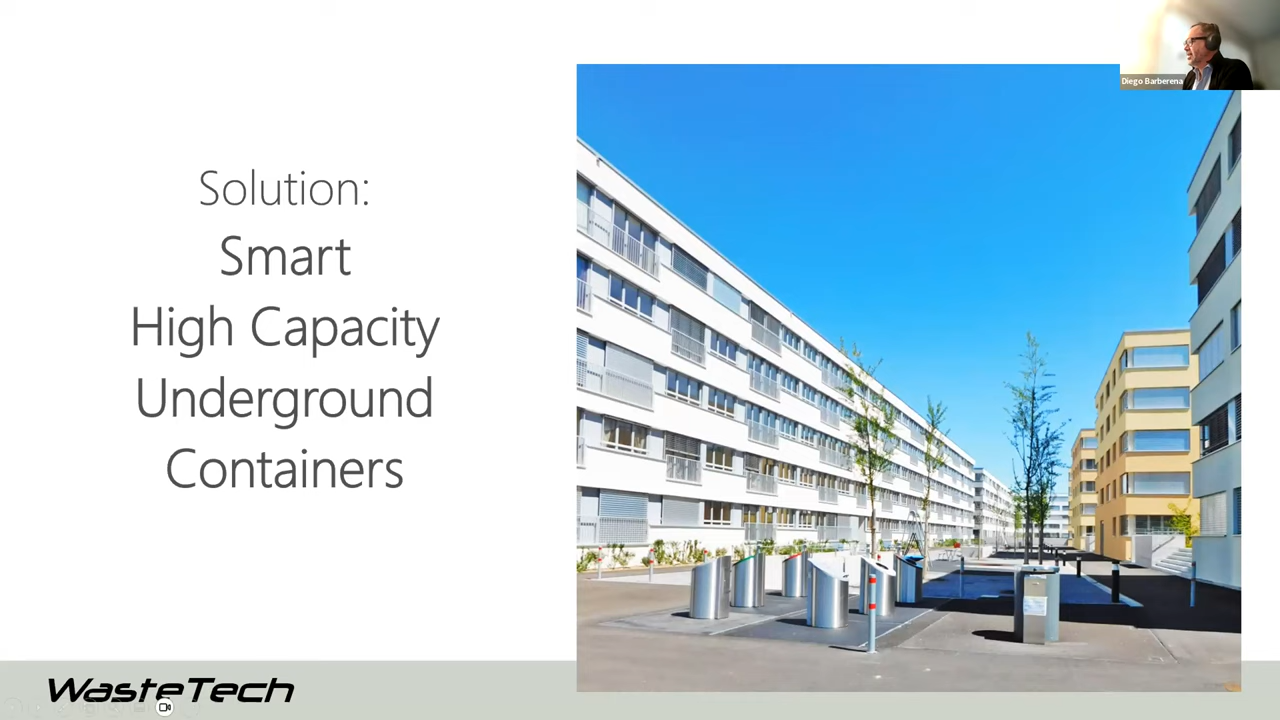 Diego Barberena
Solution:
Smart
High Capacity
Underground
Containers
WasteTech